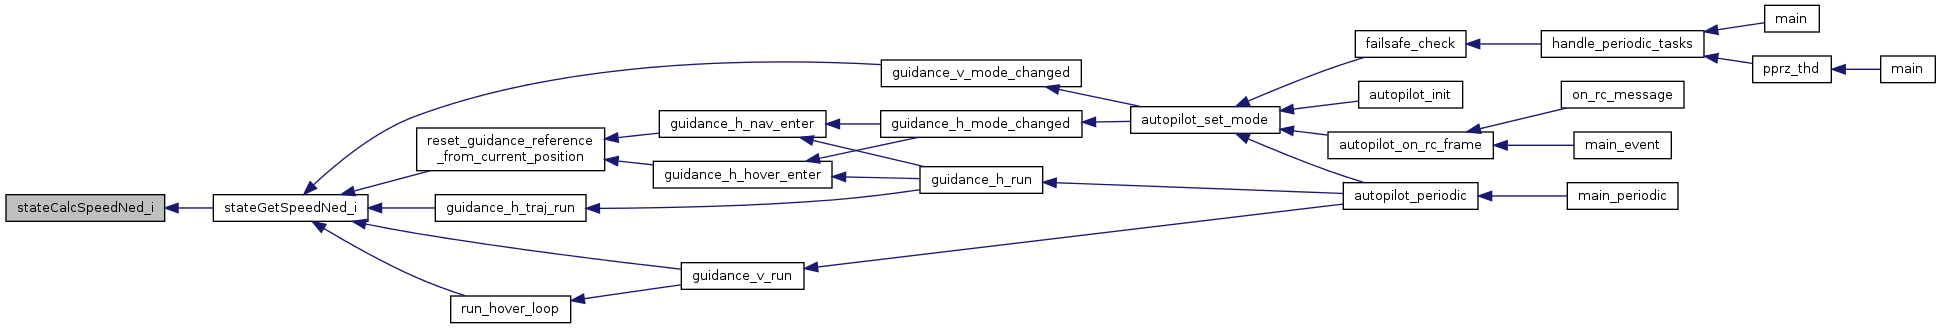 stateCalcSpeedNed_i
stateGetSpeedNed_i
guidance_v_mode_changed
reset_guidance_reference
_from_current_position
guidance_h_traj_run
guidance_v_run
run_hover_loop
guidance_h_nav_enter
guidance_h_hover_enter
guidance_h_mode_changed
guidance_h_run
autopilot_set_mode
failsafe_check
autopilot_init
autopilot_on_rc_frame
autopilot_periodic
handle_periodic_tasks
on_rc_message
main_event
main_periodic
main
pprz_thd
main